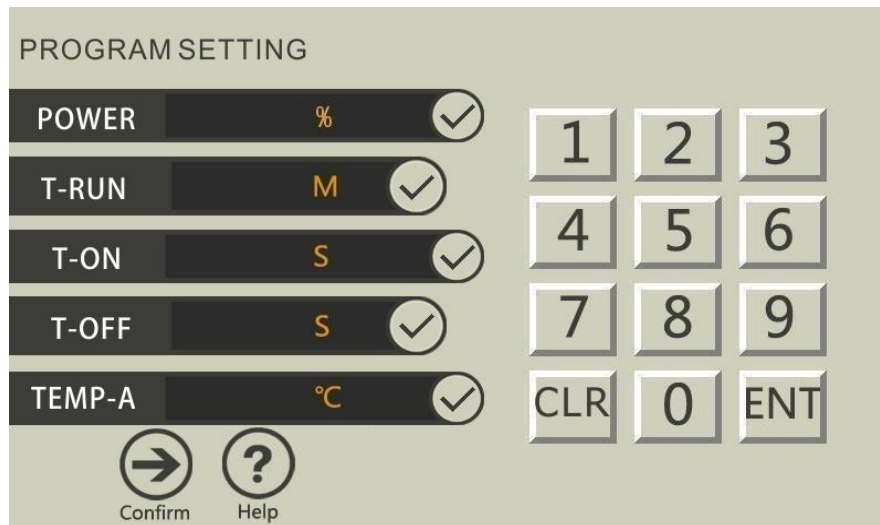 PROGRAM SETTING
POWER %
T-RUN M
T-ON S
T-OFF S
TEMP-A °C
1 2 3
4 5 6
7 8 9
CLR 0 ENT
? 
Confirm Help